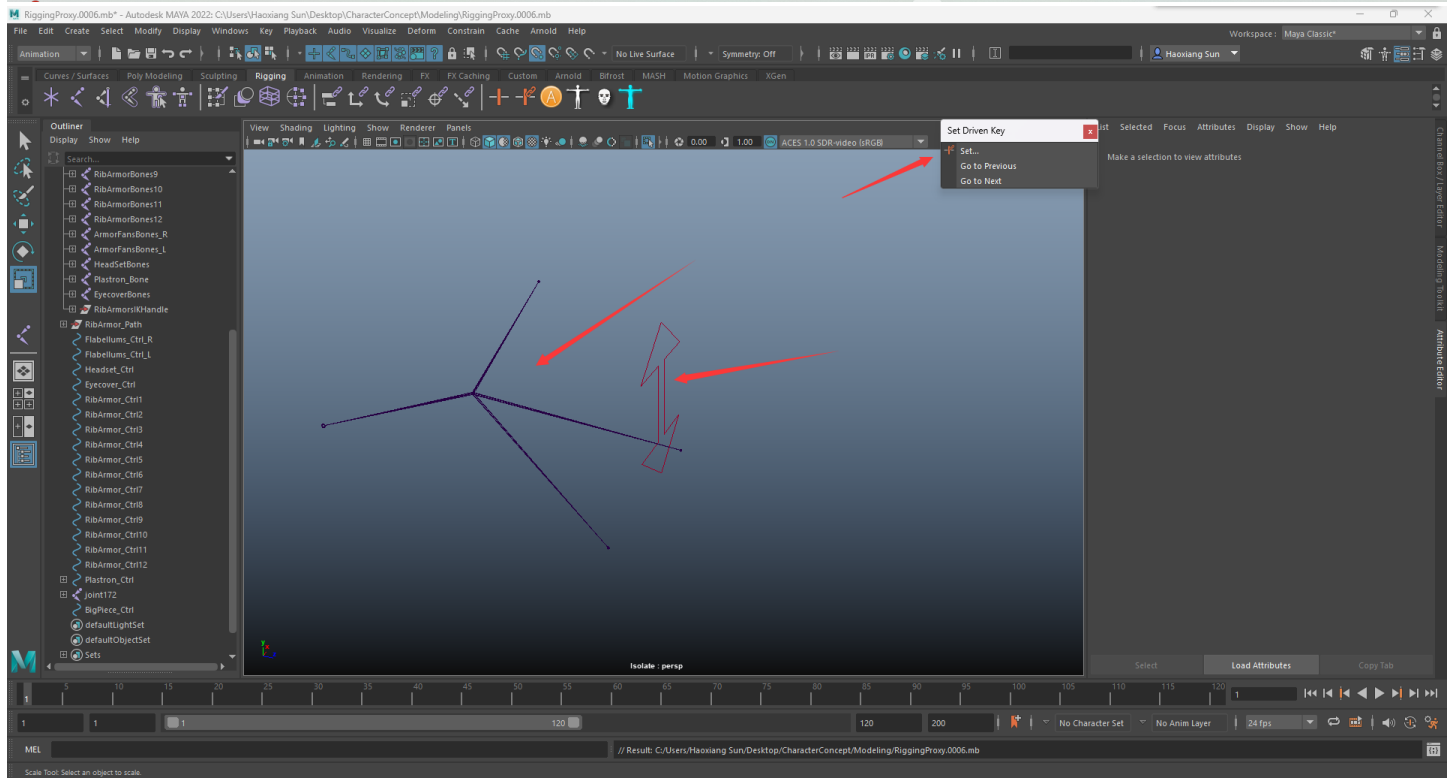 RiggingProxy.0006.mb* - Autodesk MAYA 2022: C:\Users\Haoxiang Sun\Desktop\CharacterConcept\Modeling\RiggingProxy.0006.mb
File Edit Create Select Modify Display Windows Key Playback Audio Visualize Deform Constrain Cache Arnold Help
Workspace: Maya Classic*
Animation
No Live Surface
Symmetry: Off
Haoxiang Sun
Curves / Surfaces Poly Modeling Sculpting Rigging Animation Rendering FX FX Caching Custom Arnold Bifrost MASH Motion Graphics XGen
Outliner
Display Show Help
Search...
RibArmorBones9
RibArmorBones10
RibArmorBones11
RibArmorBones12
ArmorFansBones_R
ArmorFansBones_L
HeadSetBones
Plastron_Bone
EyecoverBones
RibArmorsIKHandle
RibArmor_Path
Flabellums_Ctrl_R
Flabellums_Ctrl_L
Headset_Ctrl
Eyecover_Ctrl
RibArmor_Ctrl1
RibArmor_Ctrl2
RibArmor_Ctrl3
RibArmor_Ctrl4
RibArmor_Ctrl5
RibArmor_Ctrl6
RibArmor_Ctrl7
RibArmor_Ctrl8
RibArmor_Ctrl9
RibArmor_Ctrl10
RibArmor_Ctrl11
RibArmor_Ctrl12
Plastron_Ctrl
joint172
BigPiece_Ctrl
defaultLightSet
defaultObjectSet
Sets
View Shading Lighting Show Renderer Panels
0.00 1.00 ACES 1.0 SDR-video (sRGB)
Isolate : persp
Set Driven Key
Set...
Go to Previous
Go to Next
ist Selected Focus Attributes Display Show Help
Make a selection to view attributes
Select Load Attributes Copy Tab
Channel Box / Layer Editor
Modeling Toolkit
Attribute Editor
1 5 10 15 20 25 30 35 40 45 50 55 60 65 70 75 80 85 90 95 100 105 110 115 120 1
1 1 1 120 120 200 No Character Set No Anim Layer 24 fps
MEL // Result: C:/Users/Haoxiang Sun/Desktop/CharacterConcept/Modeling/RiggingProxy.0006.mb
Scale Tool: Select an object to scale.